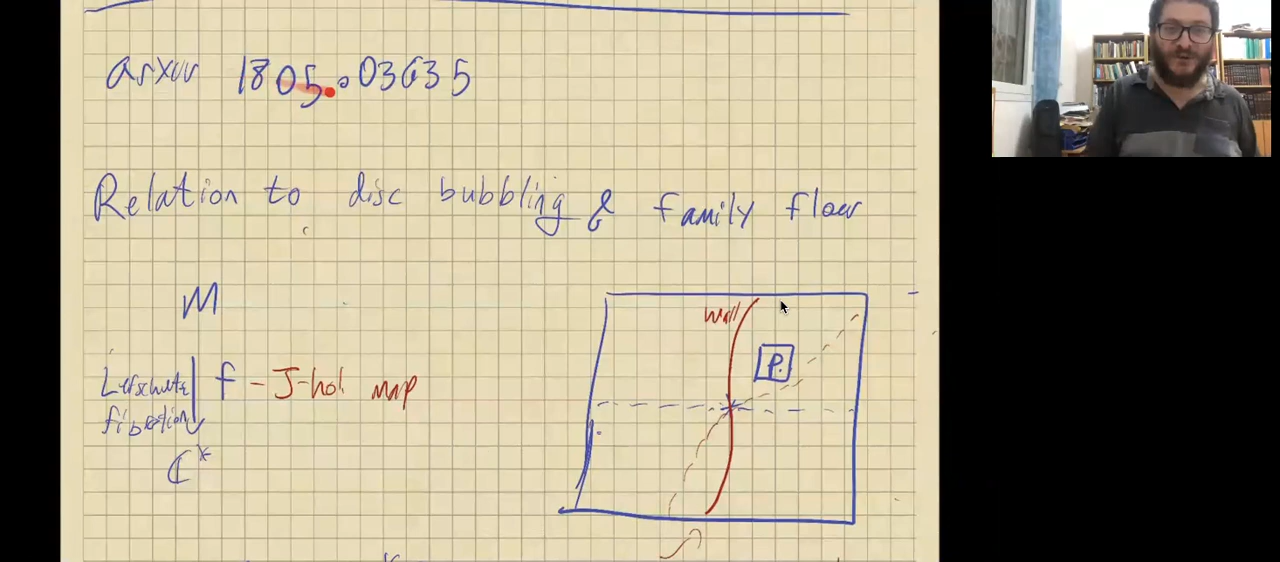 arxiv 1805.03635
Relation to disc bubbling & family floer
M
wall
P
Lefschetz f - J-hol map
fibration
ℂ*